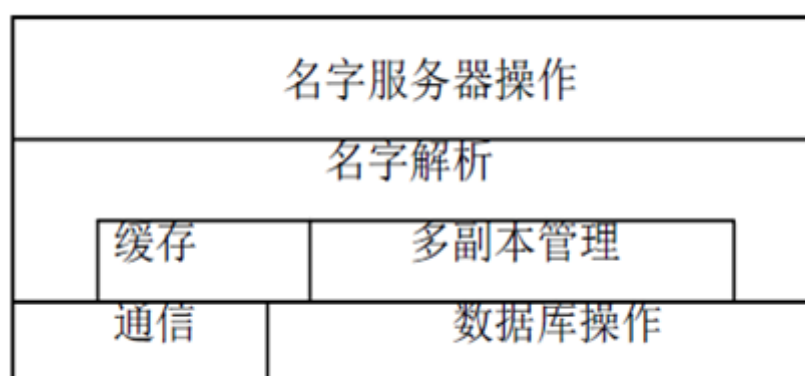 名字服务器操作
名字解析
缓存 多副本管理
通信 数据库操作